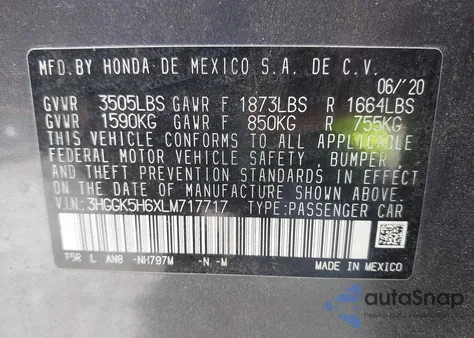 MFD. BY HONDA DE MEXICO S.A. DE C.V.
06/'20
GVWR 3505LBS GAWR F 1873LBS R 1664LBS
GVWR 1590KG GAWR F 850KG R 755KG
THIS VEHICLE CONFORMS TO ALL APPLICABLE
FEDERAL MOTOR VEHICLE SAFETY, BUMPER
AND THEFT PREVENTION STANDARDS IN EFFECT
ON THE DATE OF MANUFACTURE SHOWN ABOVE.
V.I.N.: 3HGGK5H6XLM717717 TYPE: PASSENGER CAR
T5R L AN8 -NH797M -N -M MADE IN MEXICO
autoSnap